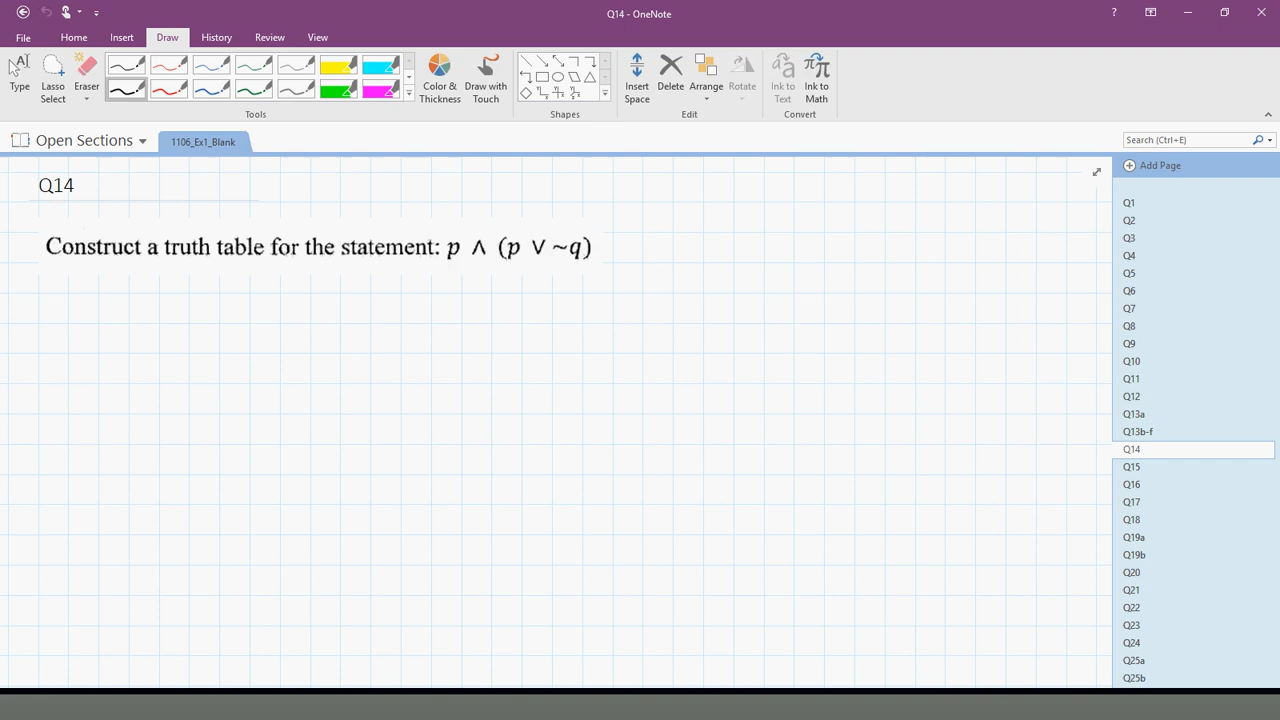 Q14 - OneNote
?
File Home Insert Draw History Review View
Type
Lasso Select
Eraser
Color & Thickness
Draw with Touch
Insert Space
Delete
Arrange
Rotate
Ink to Text
Ink to Math
Tools Shapes Edit Convert
Open Sections
1106_Ex1_Blank
Search (Ctrl+E)
Add Page
Q14
Construct a truth table for the statement: p ∧ (p ∨ ~q)
Q1
Q2
Q3
Q4
Q5
Q6
Q7
Q8
Q9
Q10
Q11
Q12
Q13a
Q13b-f
Q14
Q15
Q16
Q17
Q18
Q19a
Q19b
Q20
Q21
Q22
Q23
Q24
Q25a
Q25b